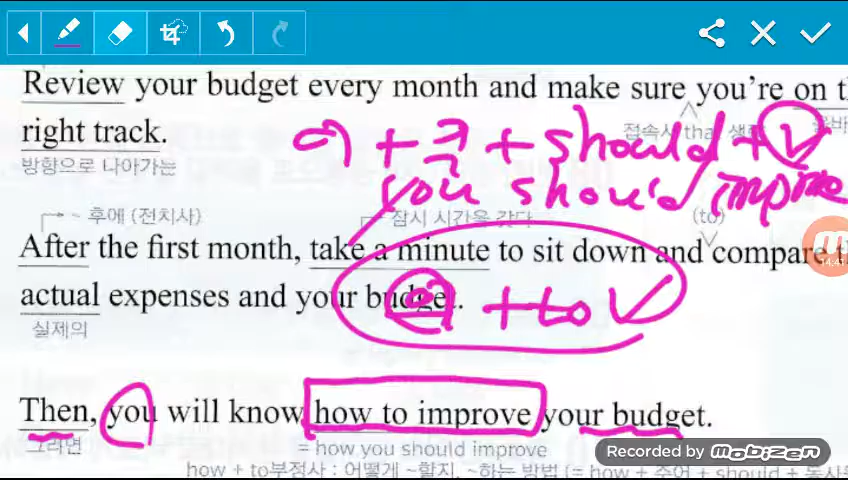 Review your budget every month and make sure you're on t
right track.
방향으로 나아가는
접속사 that 생
의 + 주 + should + V
you should improve
후에 (전치사)
잠시 시간을 갖다
(to)
After the first month, take a minute to sit down and compare th
actual expenses and your budget.
의 + to V
실제의
14:41
Then, you will know how to improve your budget.
그러면
= how you should improve
how + to부정사 : 어떻게 ~할지, ~하는 방법 (= how + 주어 + should + 동사
Recorded by mobizen